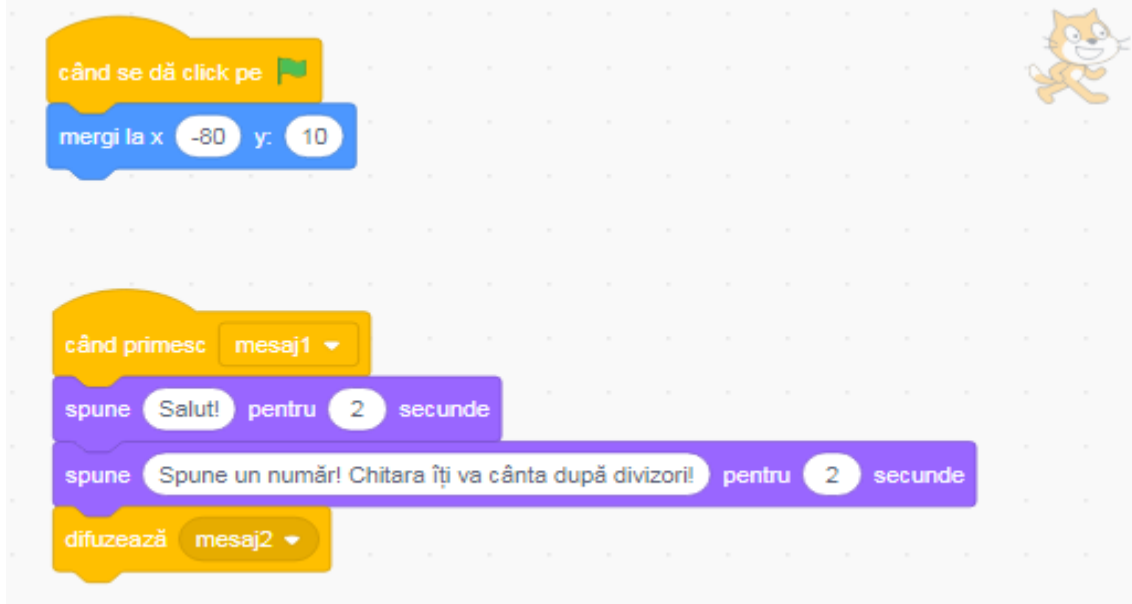 când se dă click pe
mergi la x -80 y: 10
când primesc mesaj1
spune Salut! pentru 2 secunde
spune Spune un număr! Chitara îți va cânta după divizori! pentru 2 secunde
difuzează mesaj2